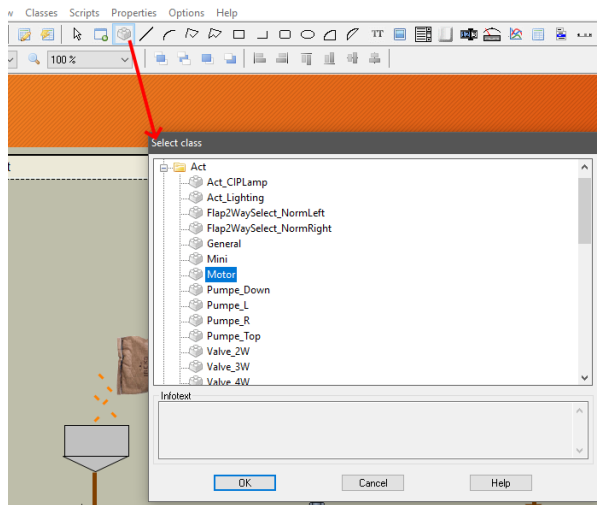 w Classes Scripts Properties Options Help
TT
100 %
Select class
t
Act
Act_CIPLamp
Act_Lighting
Flap2WaySelect_NormLeft
Flap2WaySelect_NormRight
General
Mini
Motor
Pumpe_Down
Pumpe_L
Pumpe_R
Pumpe_Top
Valve_2W
Valve_3W
Valve_4W
Infotext
OK Cancel Help